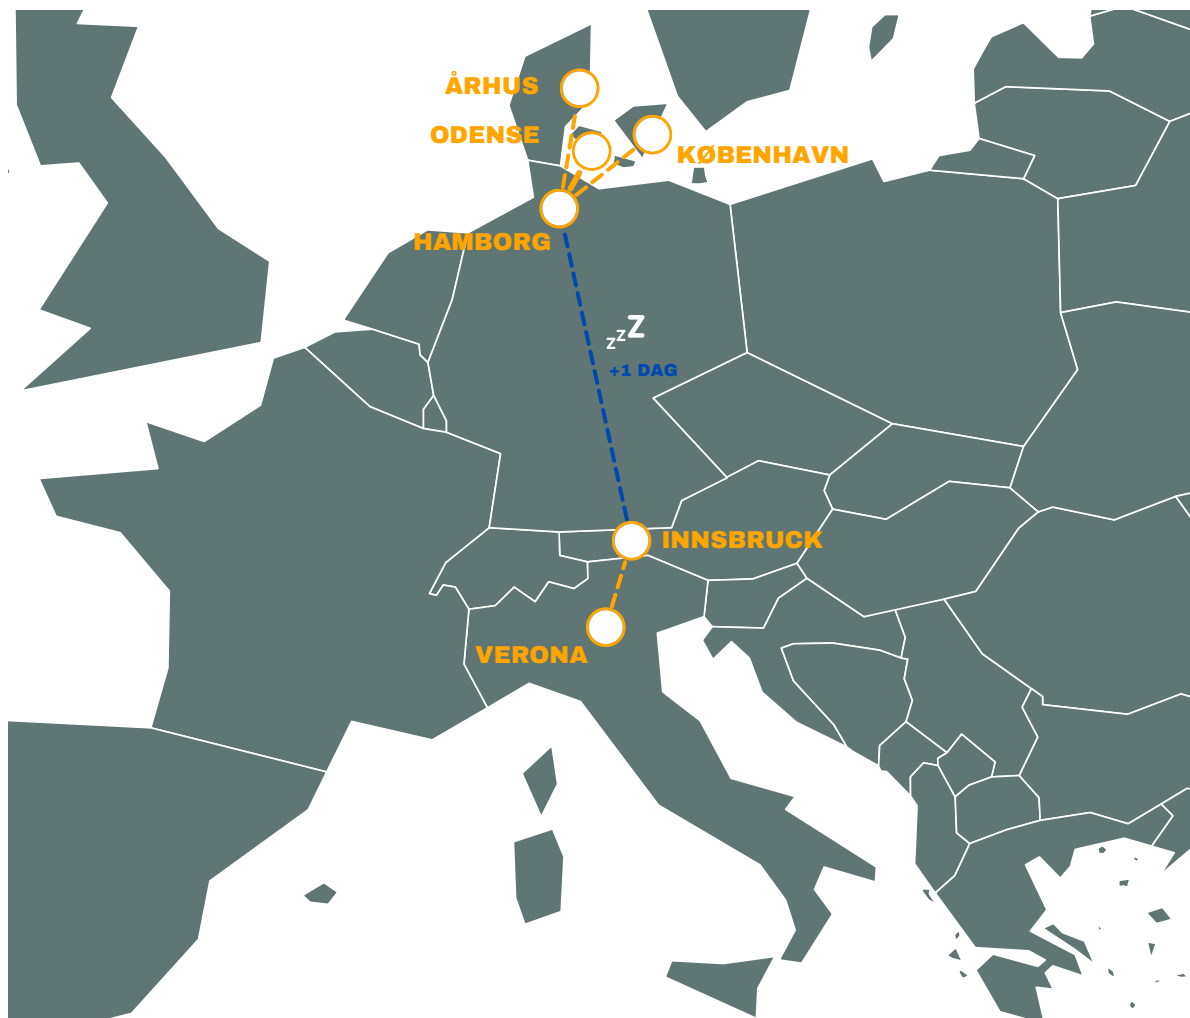 ÅRHUS
ODENSE
KØBENHAVN
HAMBORG
zzZ
+1 DAG
INNSBRUCK
VERONA